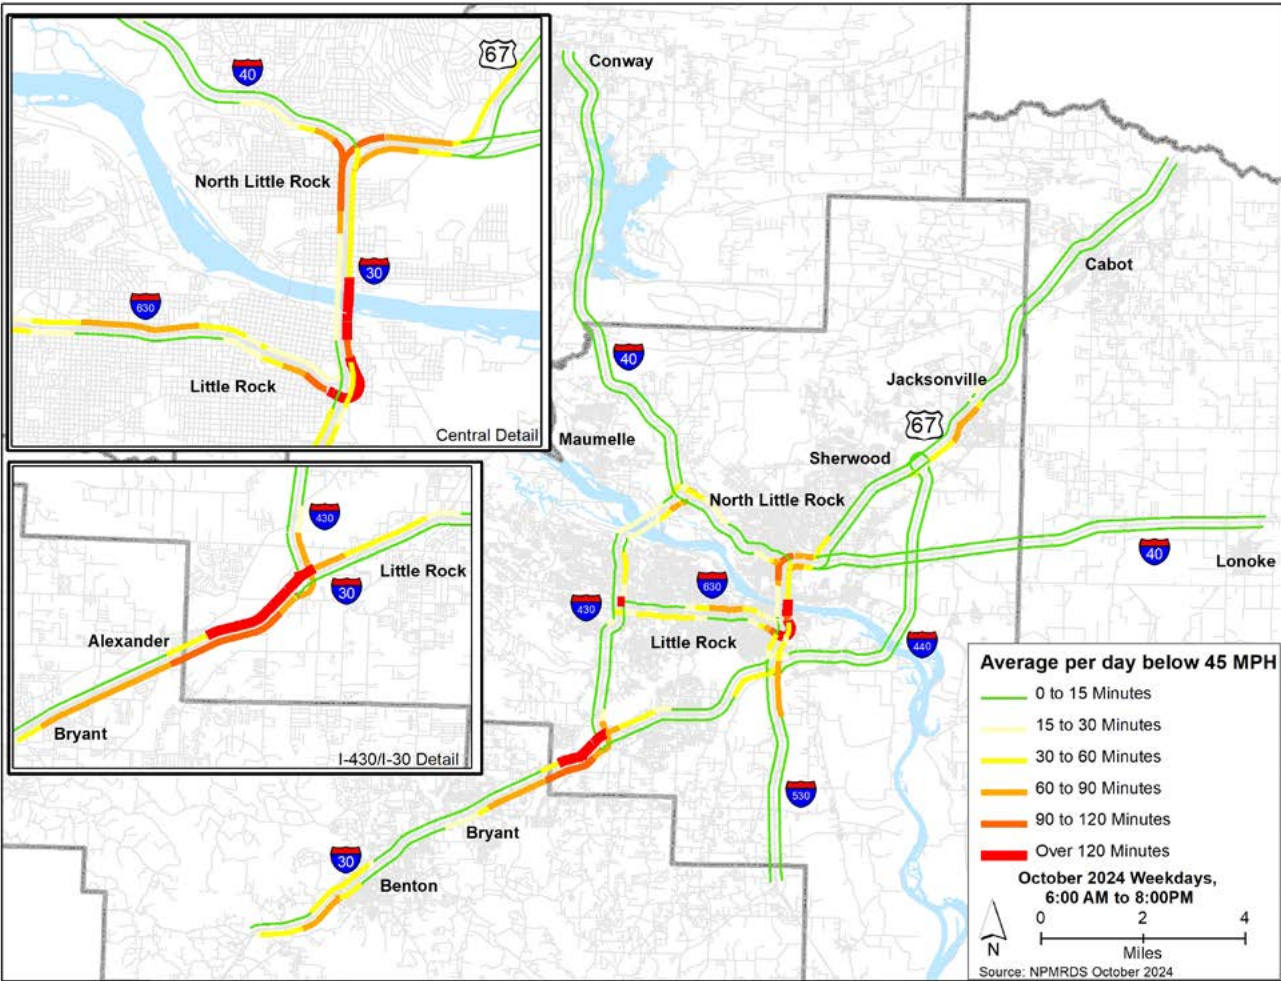 67
40
North Little Rock
30
630
Little Rock
Central Detail
430
Little Rock
30
Alexander
Bryant
I-430/I-30 Detail
Conway
Cabot
40
Jacksonville
67
Maumelle
Sherwood
North Little Rock
40
Lonoke
630
430
Little Rock
440
530
Bryant
30
Benton
Average per day below 45 MPH
0 to 15 Minutes
15 to 30 Minutes
30 to 60 Minutes
60 to 90 Minutes
90 to 120 Minutes
Over 120 Minutes
October 2024 Weekdays,
6:00 AM to 8:00PM
0 2 4
Miles
N
Source: NPMRDS October 2024